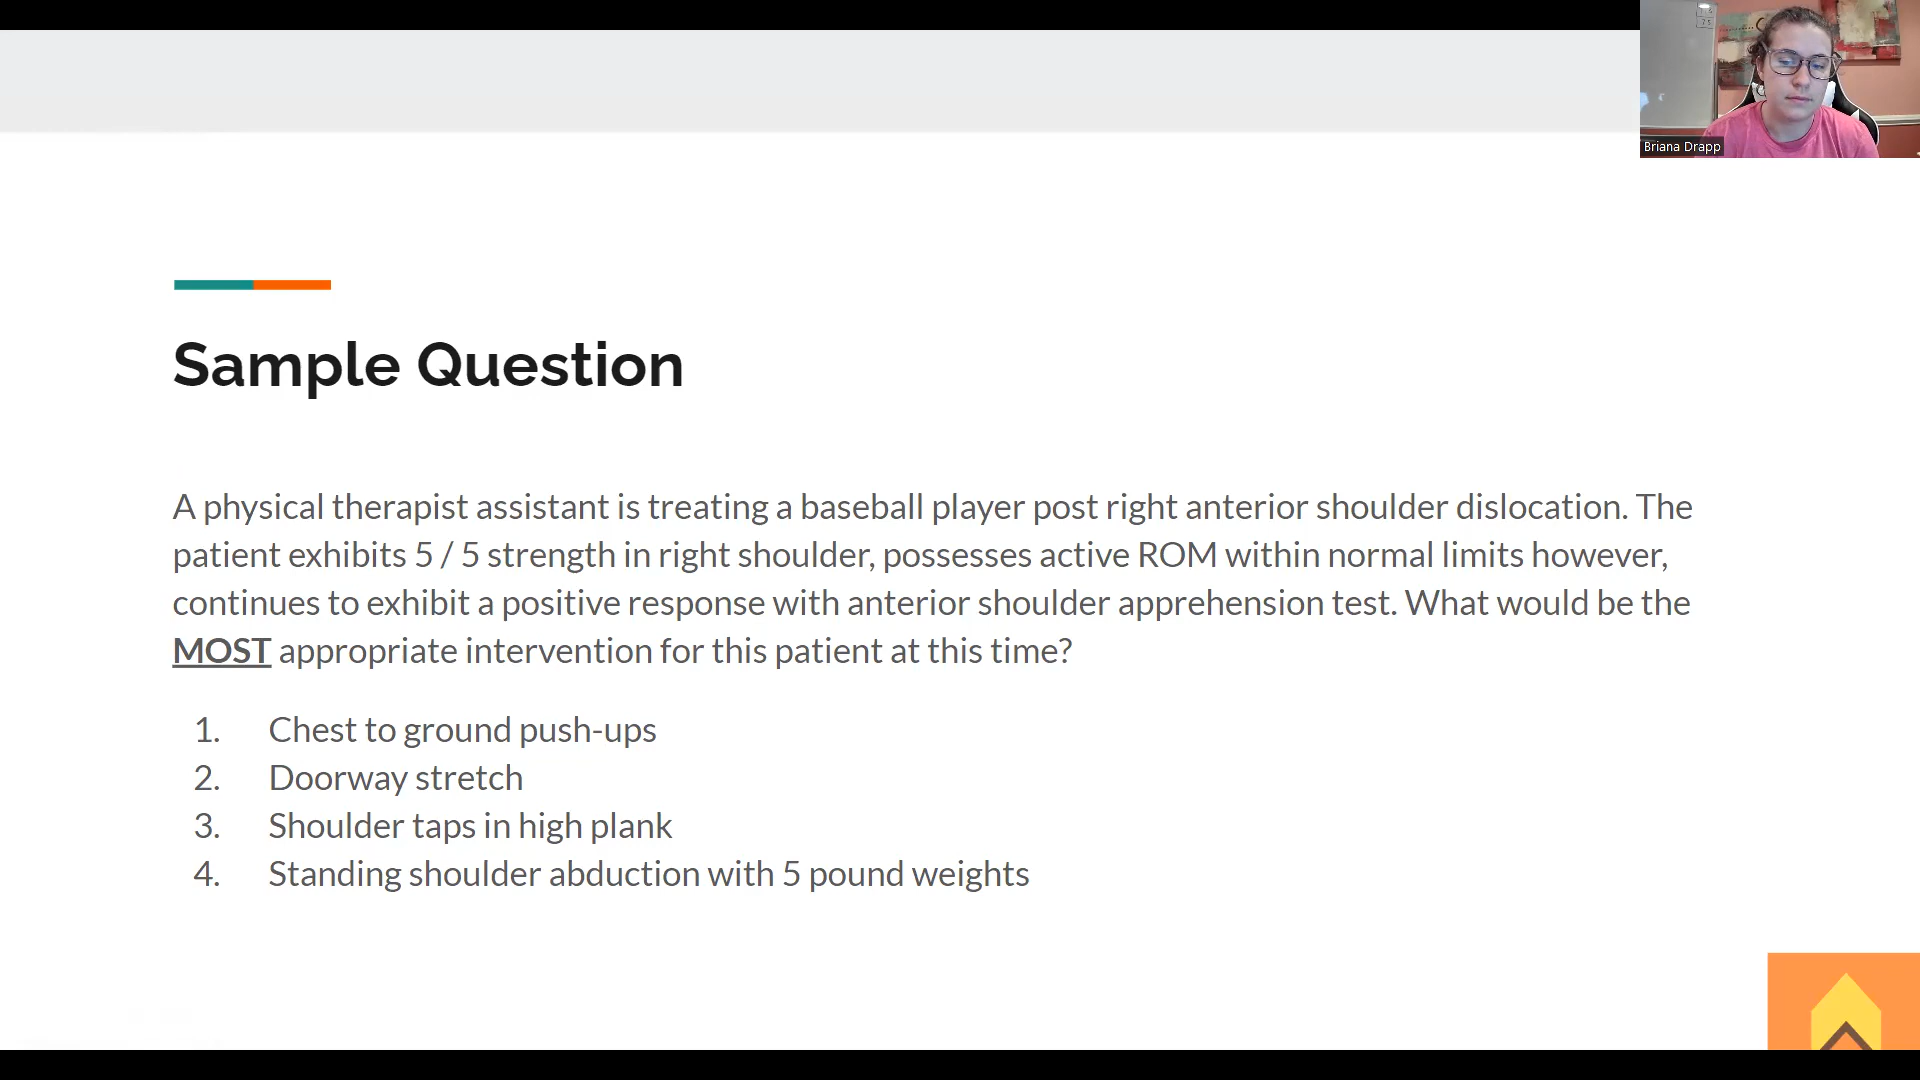 Briana Drapp
Sample Question
A physical therapist assistant is treating a baseball player post right anterior shoulder dislocation. The
patient exhibits 5 / 5 strength in right shoulder, possesses active ROM within normal limits however,
continues to exhibit a positive response with anterior shoulder apprehension test. What would be the
MOST appropriate intervention for this patient at this time?
1. Chest to ground push-ups
2. Doorway stretch
3. Shoulder taps in high plank
4. Standing shoulder abduction with 5 pound weights